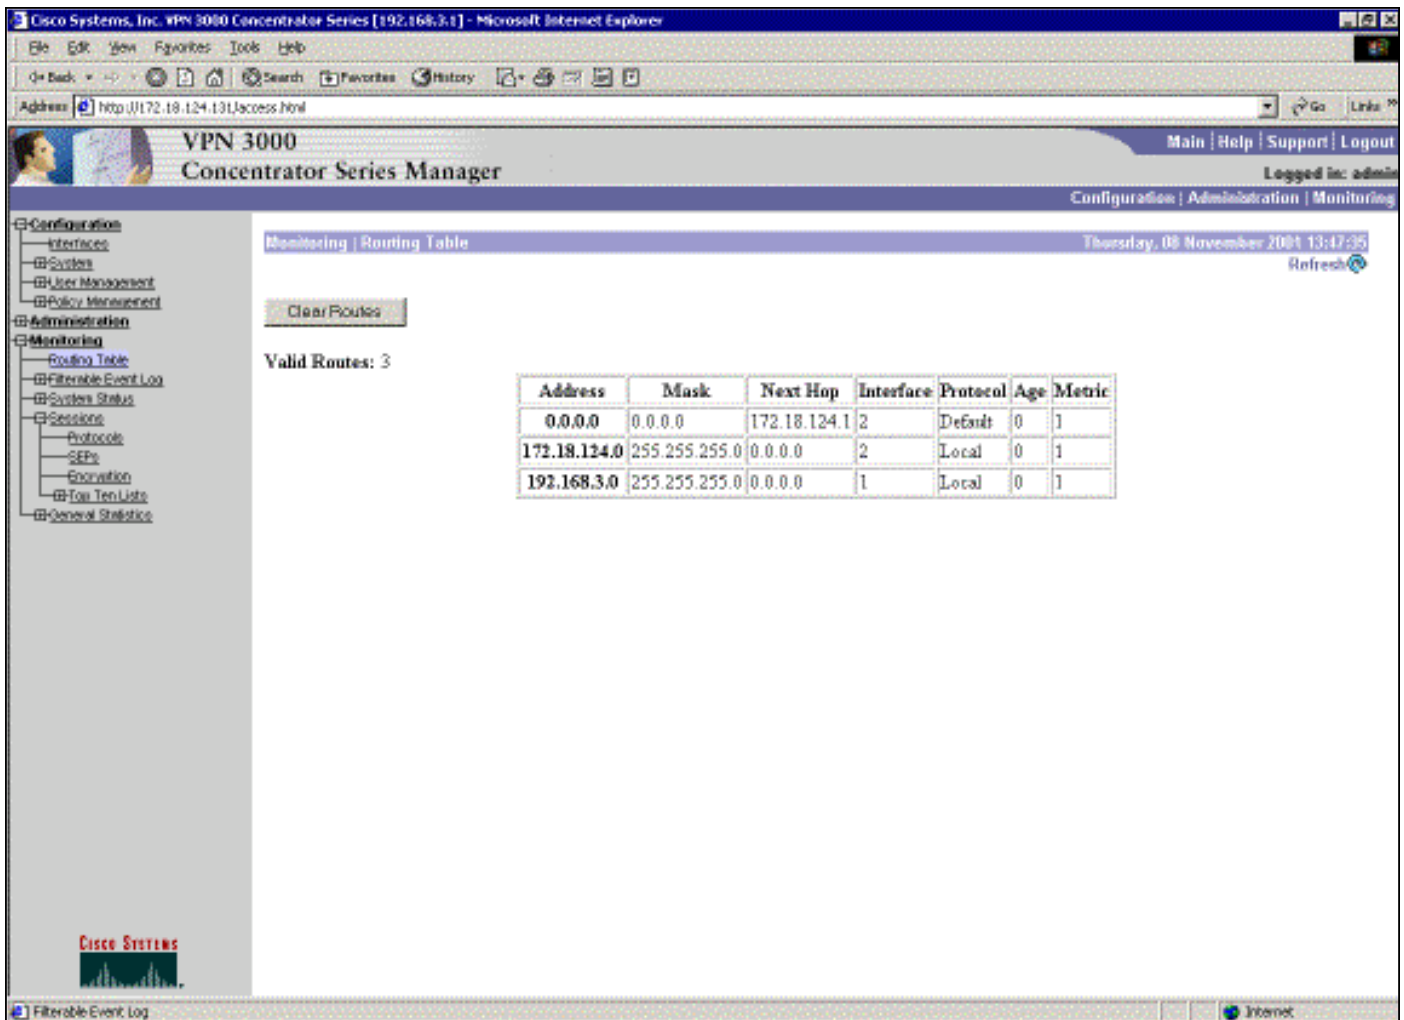 Cisco Systems, Inc. VPN 3000 Concentrator Series [192.168.3.1] - Microsoft Internet Explorer
File Edit View Favorites Tools Help
Back Search Favorites History
Address http://172.18.124.131/access.html Go Links »
VPN 3000
Concentrator Series Manager
Main | Help | Support | Logout
Logged in: admin
Configuration | Administration | Monitoring
Configuration
Interfaces
System
User Management
Policy Management
Administration
Monitoring
Routing Table
Filterable Event Log
System Status
Sessions
Protocols
SEPs
Encryption
Top Ten Lists
General Statistics
Monitoring | Routing Table Thursday, 08 November 2001 13:47:35
Refresh
Clear Routes
Valid Routes: 3
Address Mask Next Hop Interface Protocol Age Metric
0.0.0.0 0.0.0.0 172.18.124.1 2 Default 0 1
172.18.124.0 255.255.255.0 0.0.0.0 2 Local 0 1
192.168.3.0 255.255.255.0 0.0.0.0 1 Local 0 1
CISCO SYSTEMS
Filterable Event Log Internet